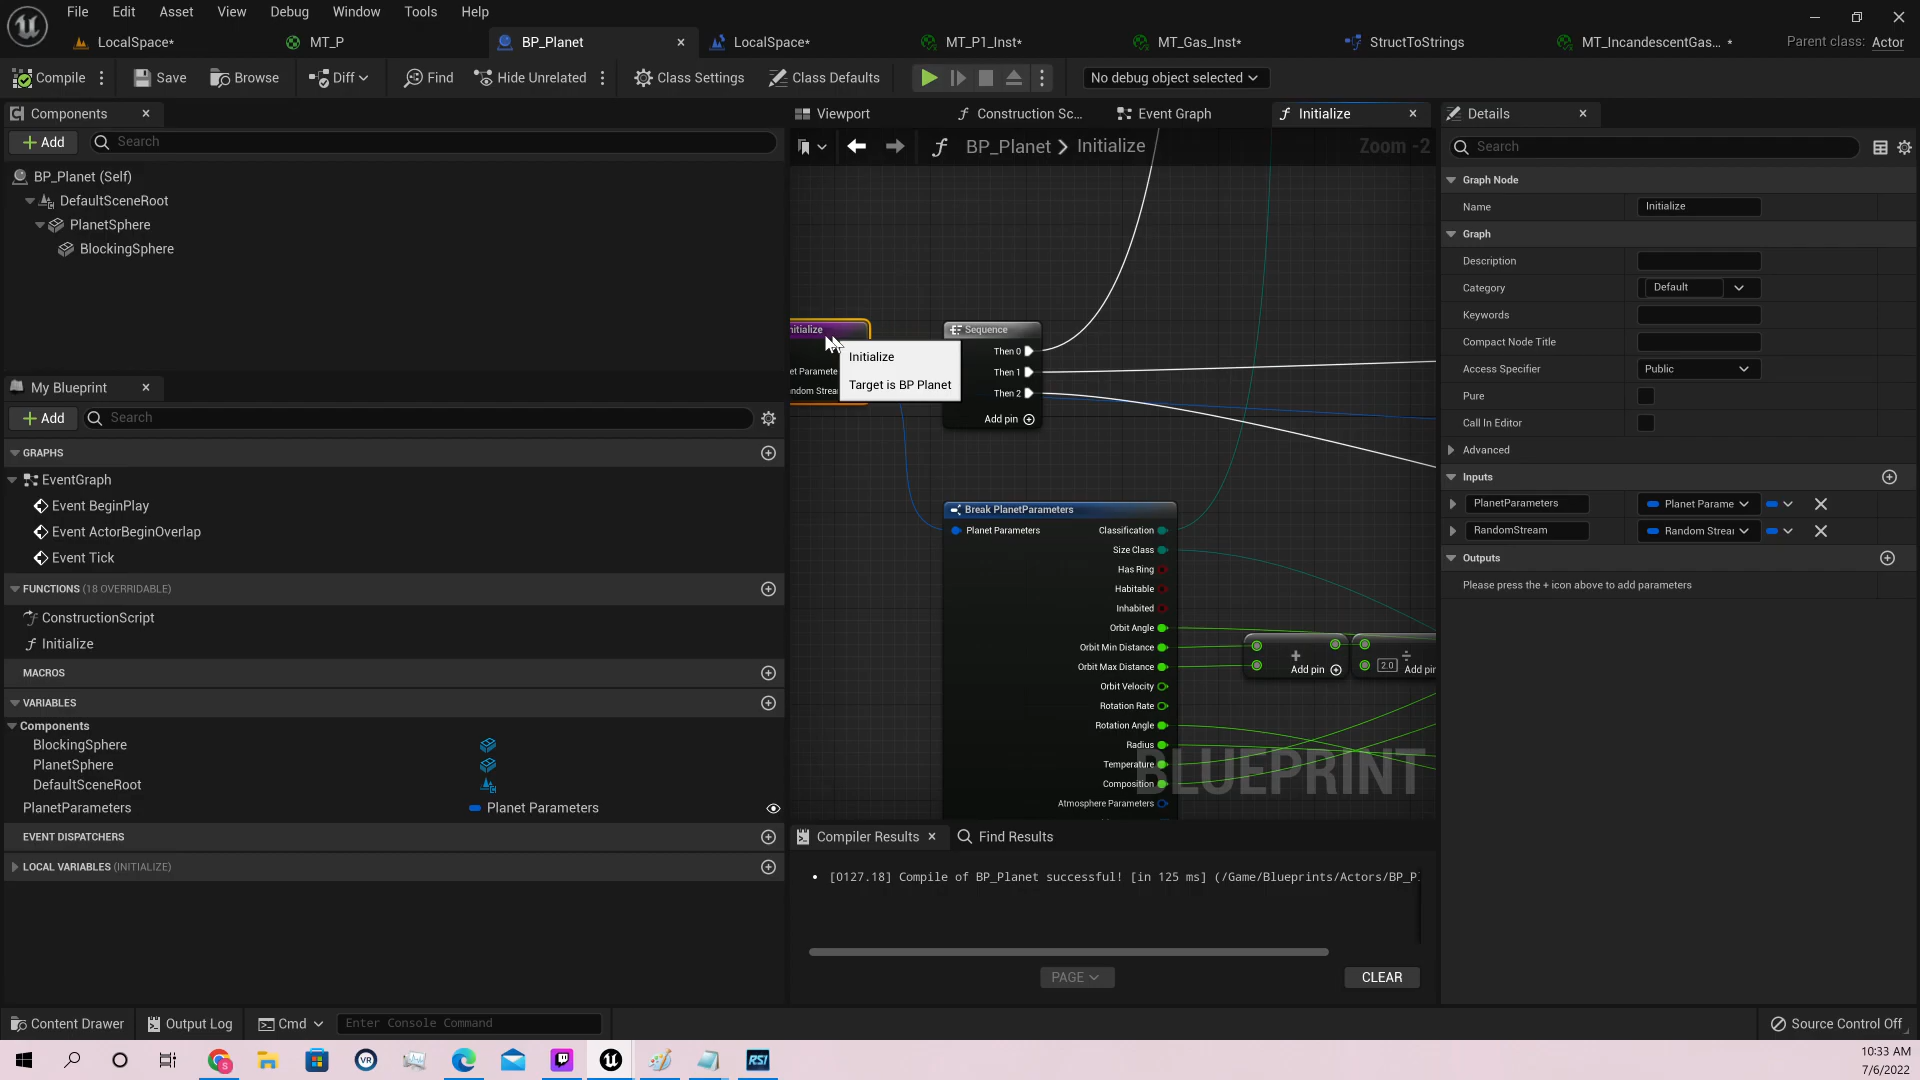 File Edit Asset View Debug Window Tools Help
LocalSpace* MT_P BP_Planet LocalSpace* MT_P1_Inst* MT_Gas_Inst* StructToStrings MT_IncandescentGas... * Parent class: Actor
Compile Save Browse Diff Find Hide Unrelated Class Settings Class Defaults No debug object selected
Components
Add Search
BP_Planet (Self)
DefaultSceneRoot
PlanetSphere
BlockingSphere
My Blueprint
Add Search
GRAPHS
EventGraph
Event BeginPlay
Event ActorBeginOverlap
Event Tick
FUNCTIONS (18 OVERRIDABLE)
ConstructionScript
Initialize
MACROS
VARIABLES
Components
BlockingSphere
PlanetSphere
DefaultSceneRoot
PlanetParameters Planet Parameters
EVENT DISPATCHERS
LOCAL VARIABLES (INITIALIZE)
Viewport Construction Sc... Event Graph Initialize
BP_Planet Initialize Zoom -2
nitialize
et Paramete
ndom Strea
Initialize
Target is BP Planet
Sequence
Then 0
Then 1
Then 2
Add pin
Break PlanetParameters
Planet Parameters Classification
Size Class
Has Ring
Habitable
Inhabited
Orbit Angle
Orbit Min Distance
Orbit Max Distance
Orbit Velocity
Rotation Rate
Rotation Angle
Radius
Temperature
Composition
Atmosphere Parameters
+ Add pin
2.0 ÷ Add pin
BLUEPRINT
Compiler Results Find Results
• [0127.18] Compile of BP_Planet successful! [in 125 ms] (/Game/Blueprints/Actors/BP_P
PAGE CLEAR
Details
Search
Graph Node
Name Initialize
Graph
Description
Category Default
Keywords
Compact Node Title
Access Specifier Public
Pure
Call In Editor
Advanced
Inputs
PlanetParameters Planet Parame
RandomStream Random Strear
Outputs
Please press the + icon above to add parameters
Content Drawer Output Log Cmd Enter Console Command Source Control Off
VR RSI
10:33 AM
7/6/2022